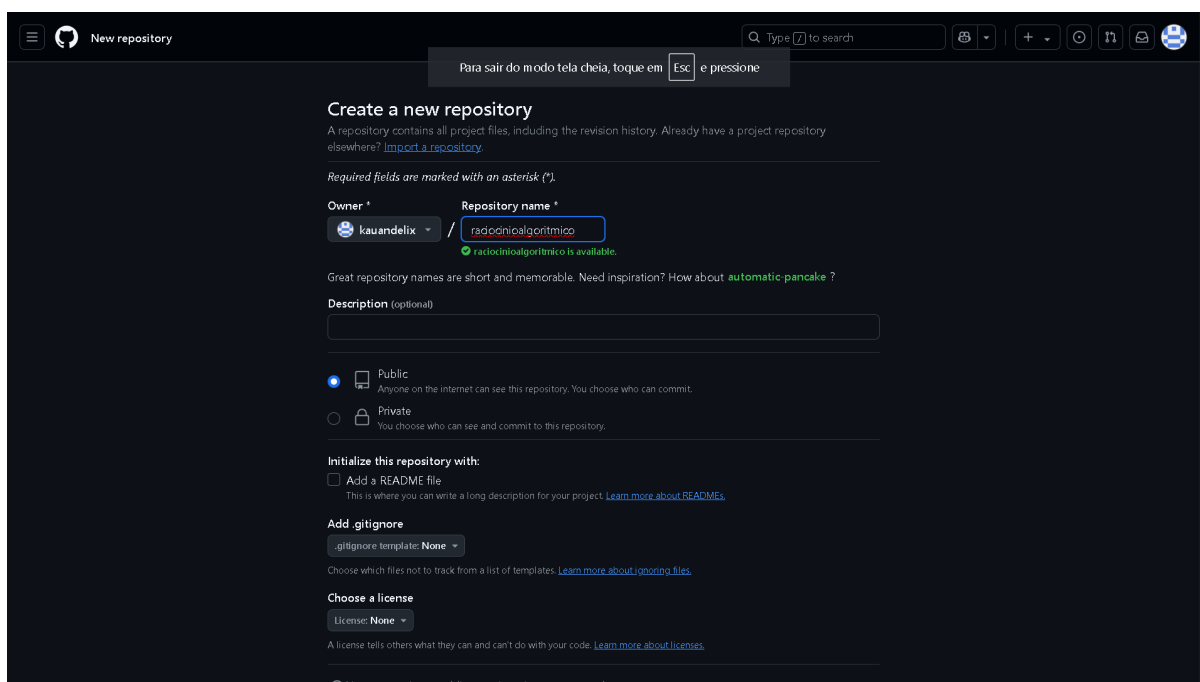 New repository
Type / to search
Para sair do modo tela cheia, toque em Esc e pressione
Create a new repository
A repository contains all project files, including the revision history. Already have a project repository
elsewhere? Import a repository.
Required fields are marked with an asterisk (*).
Owner * Repository name *
kauandelix / raciocinioalgoritmico
raciocinioalgoritmico is available.
Great repository names are short and memorable. Need inspiration? How about automatic-pancake ?
Description (optional)
Public
Anyone on the internet can see this repository. You choose who can commit.
Private
You choose who can see and commit to this repository.
Initialize this repository with:
Add a README file
This is where you can write a long description for your project. Learn more about READMEs.
Add .gitignore
.gitignore template: None
Choose which files not to track from a list of templates. Learn more about ignoring files.
Choose a license
License: None
A license tells others what they can and can't do with your code. Learn more about licenses.